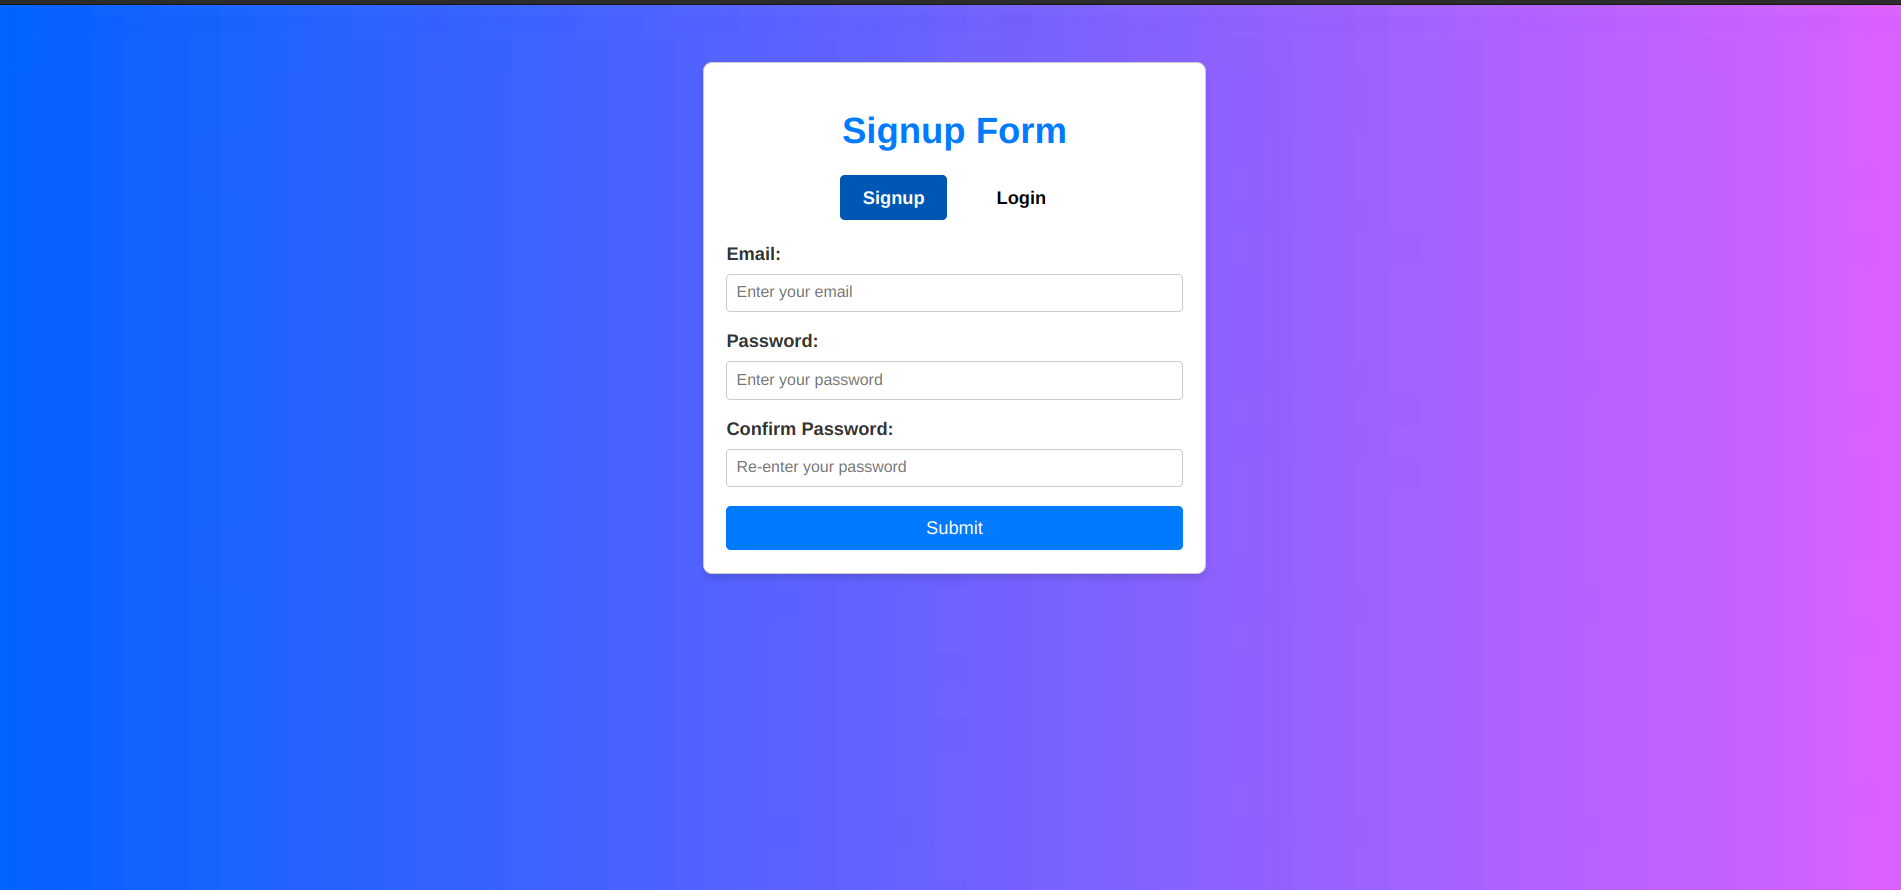 Signup Form
Signup Login
Email:
Enter your email
Password:
Enter your password
Confirm Password:
Re-enter your password
Submit